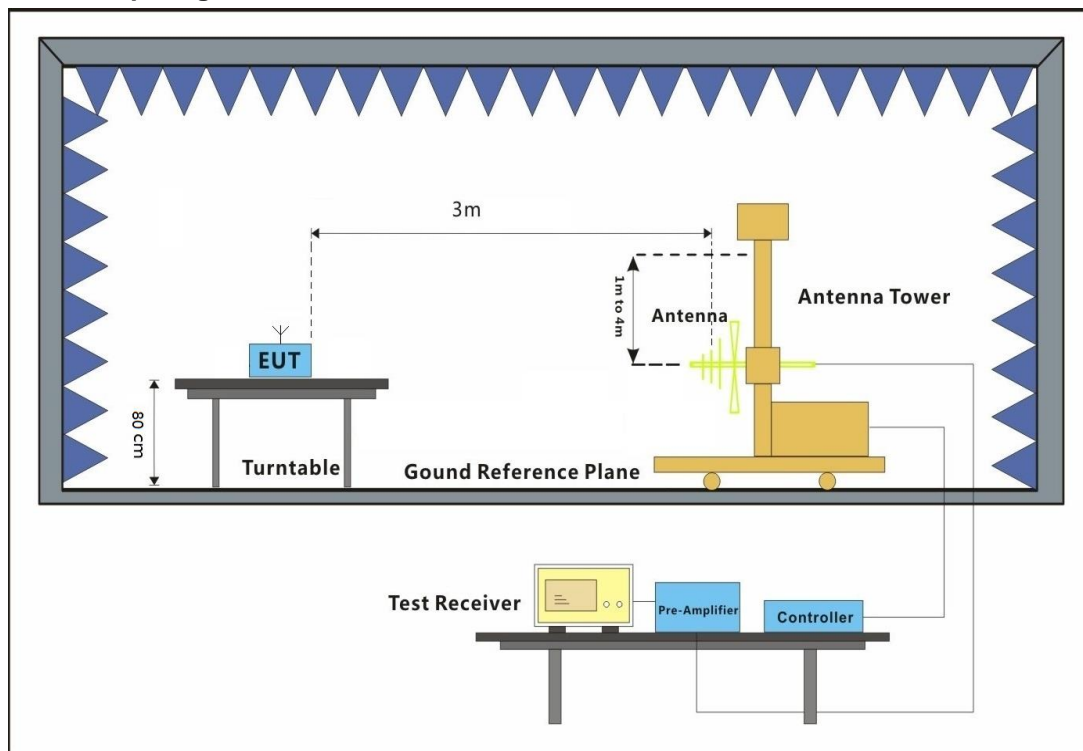 3m
1m to 4m
Antenna
Antenna Tower
EUT
80 cm
Turntable
Gound Reference Plane
Test Receiver
Pre-Amplifier
Controller